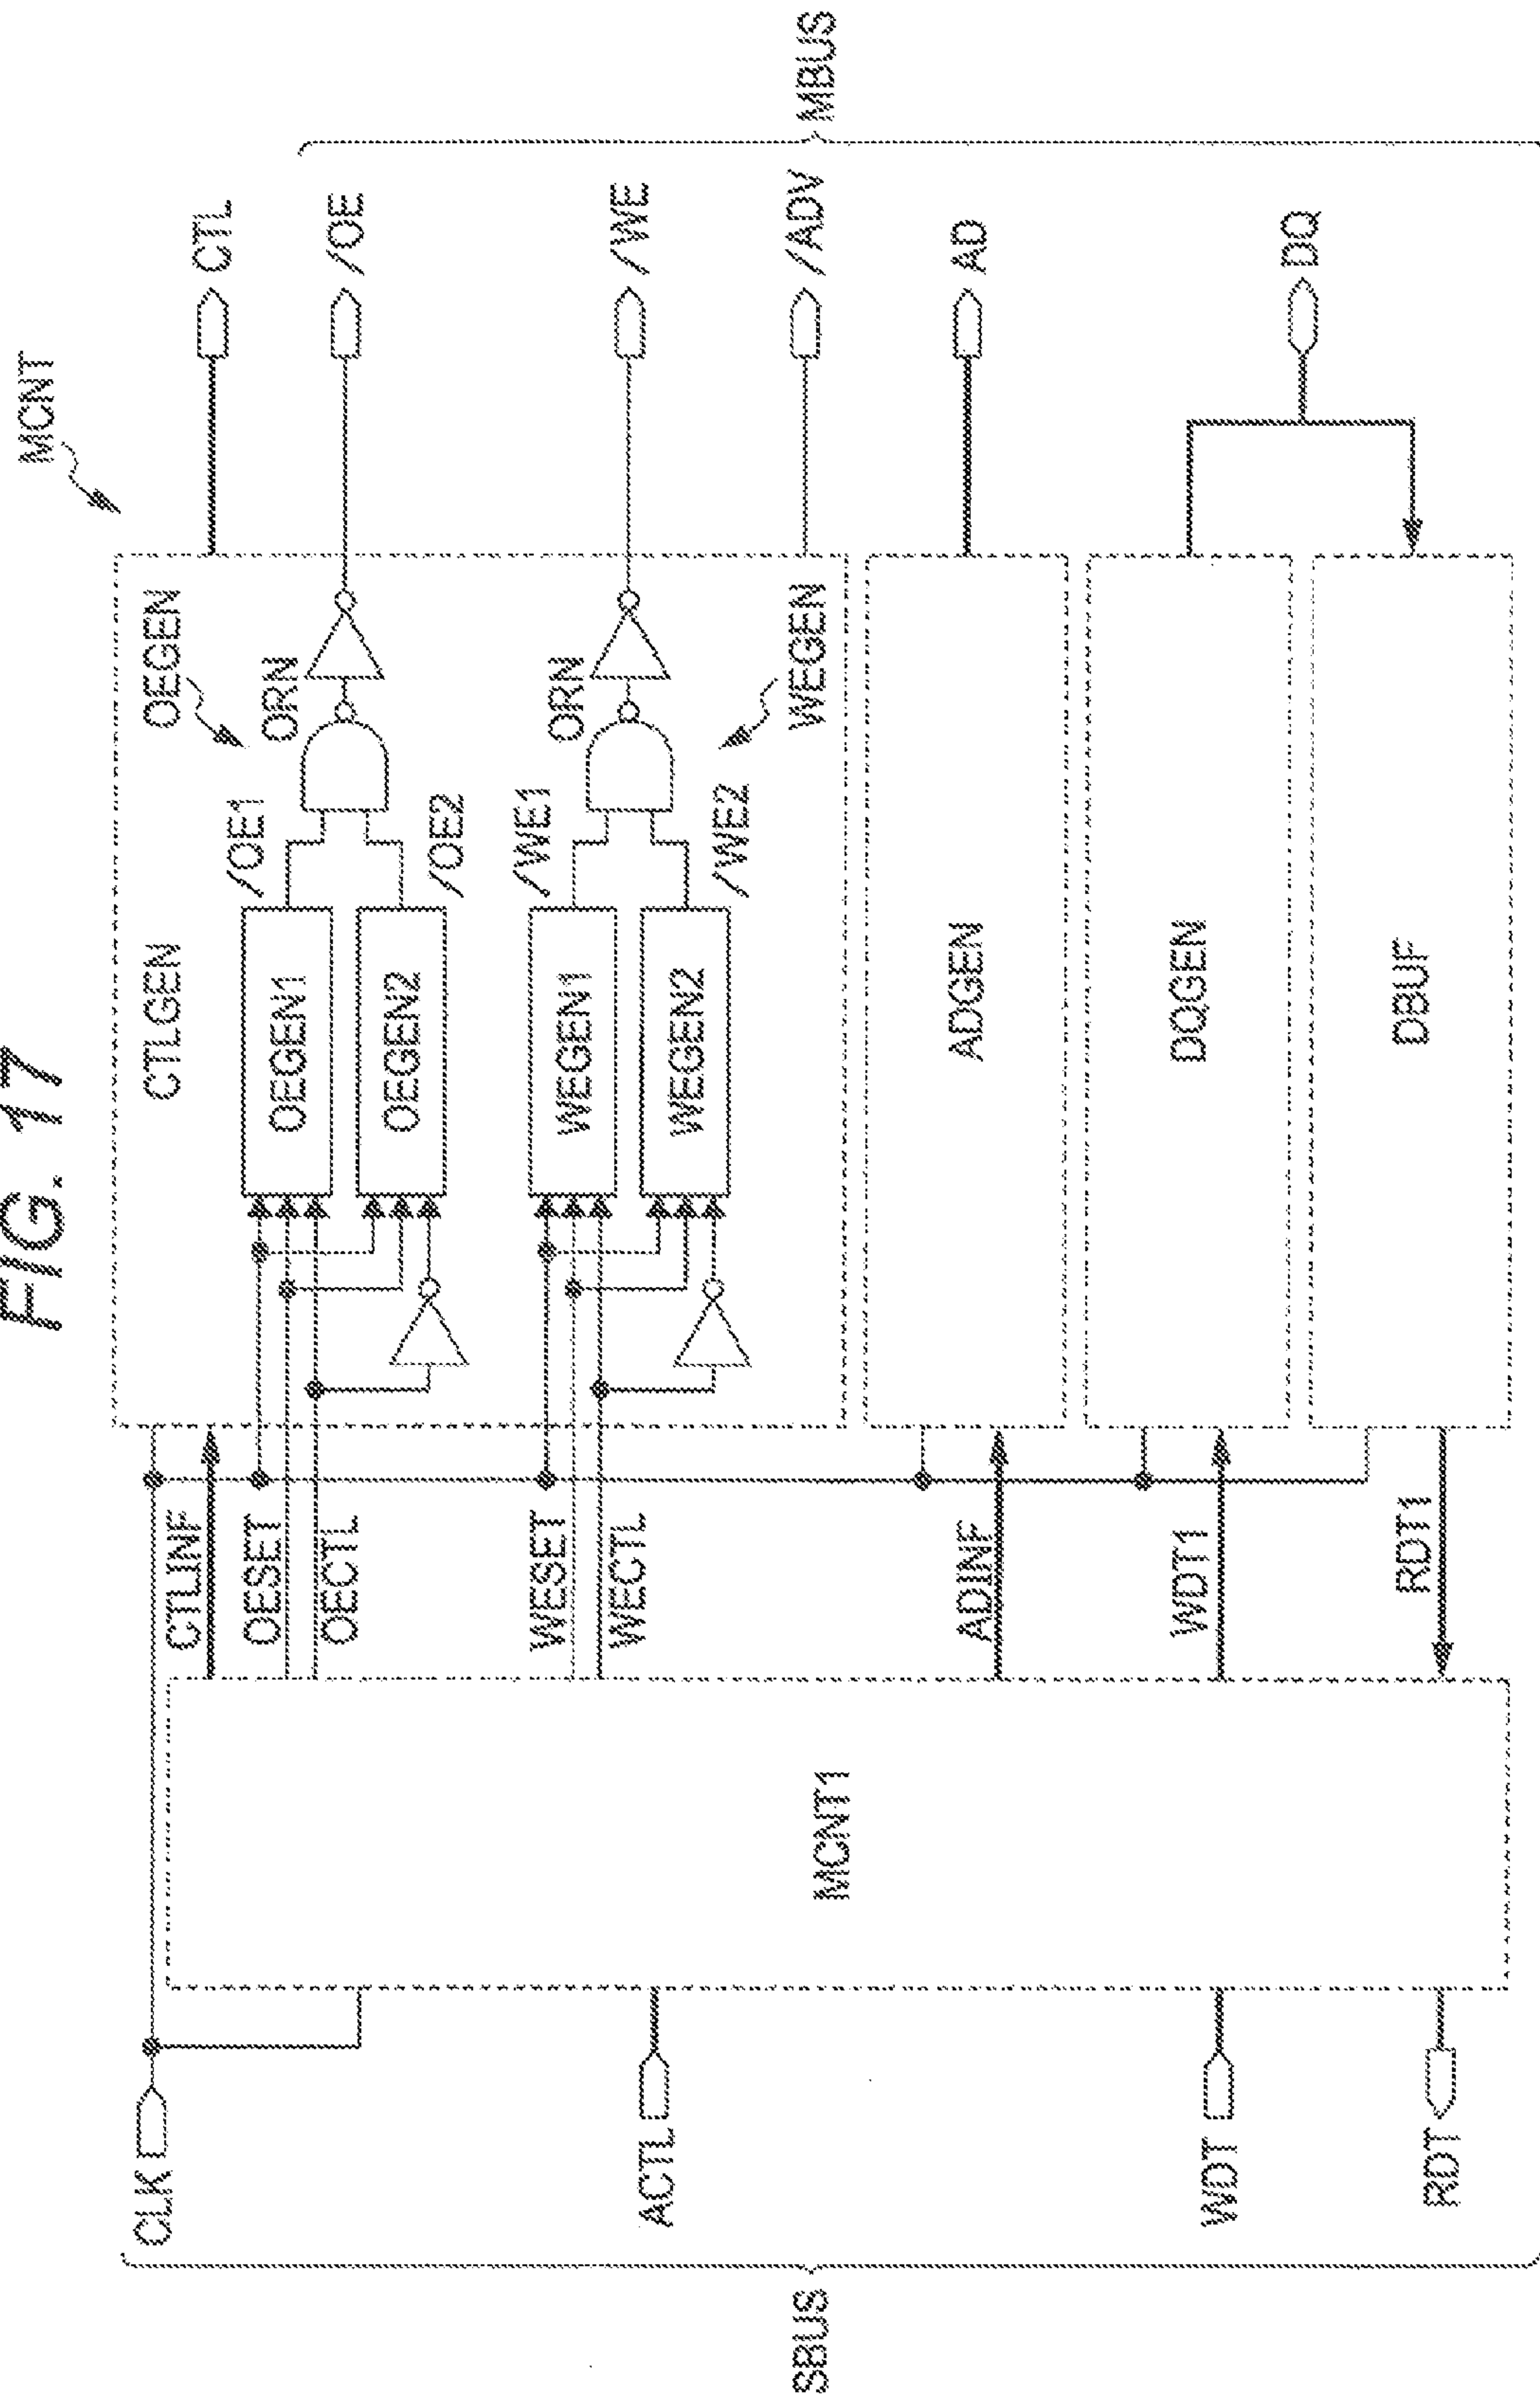 FIG. 17
MCNT
SBUS
CLK
ACTL
WDT
RDT
MCNT1
CTLINF
OESET
OECTL
WESET
WECTL
ADINF
WDT1
RDT1
CTLGEN
OEGEN1
OEGEN2
/OE1
/OE2
OEGEN
ORN
WEGEN1
WEGEN2
/WE1
/WE2
ORN
WEGEN
ADGEN
DQGEN
DBUF
CTL
/OE
/WE
/ADV
AD
DQ
MBUS